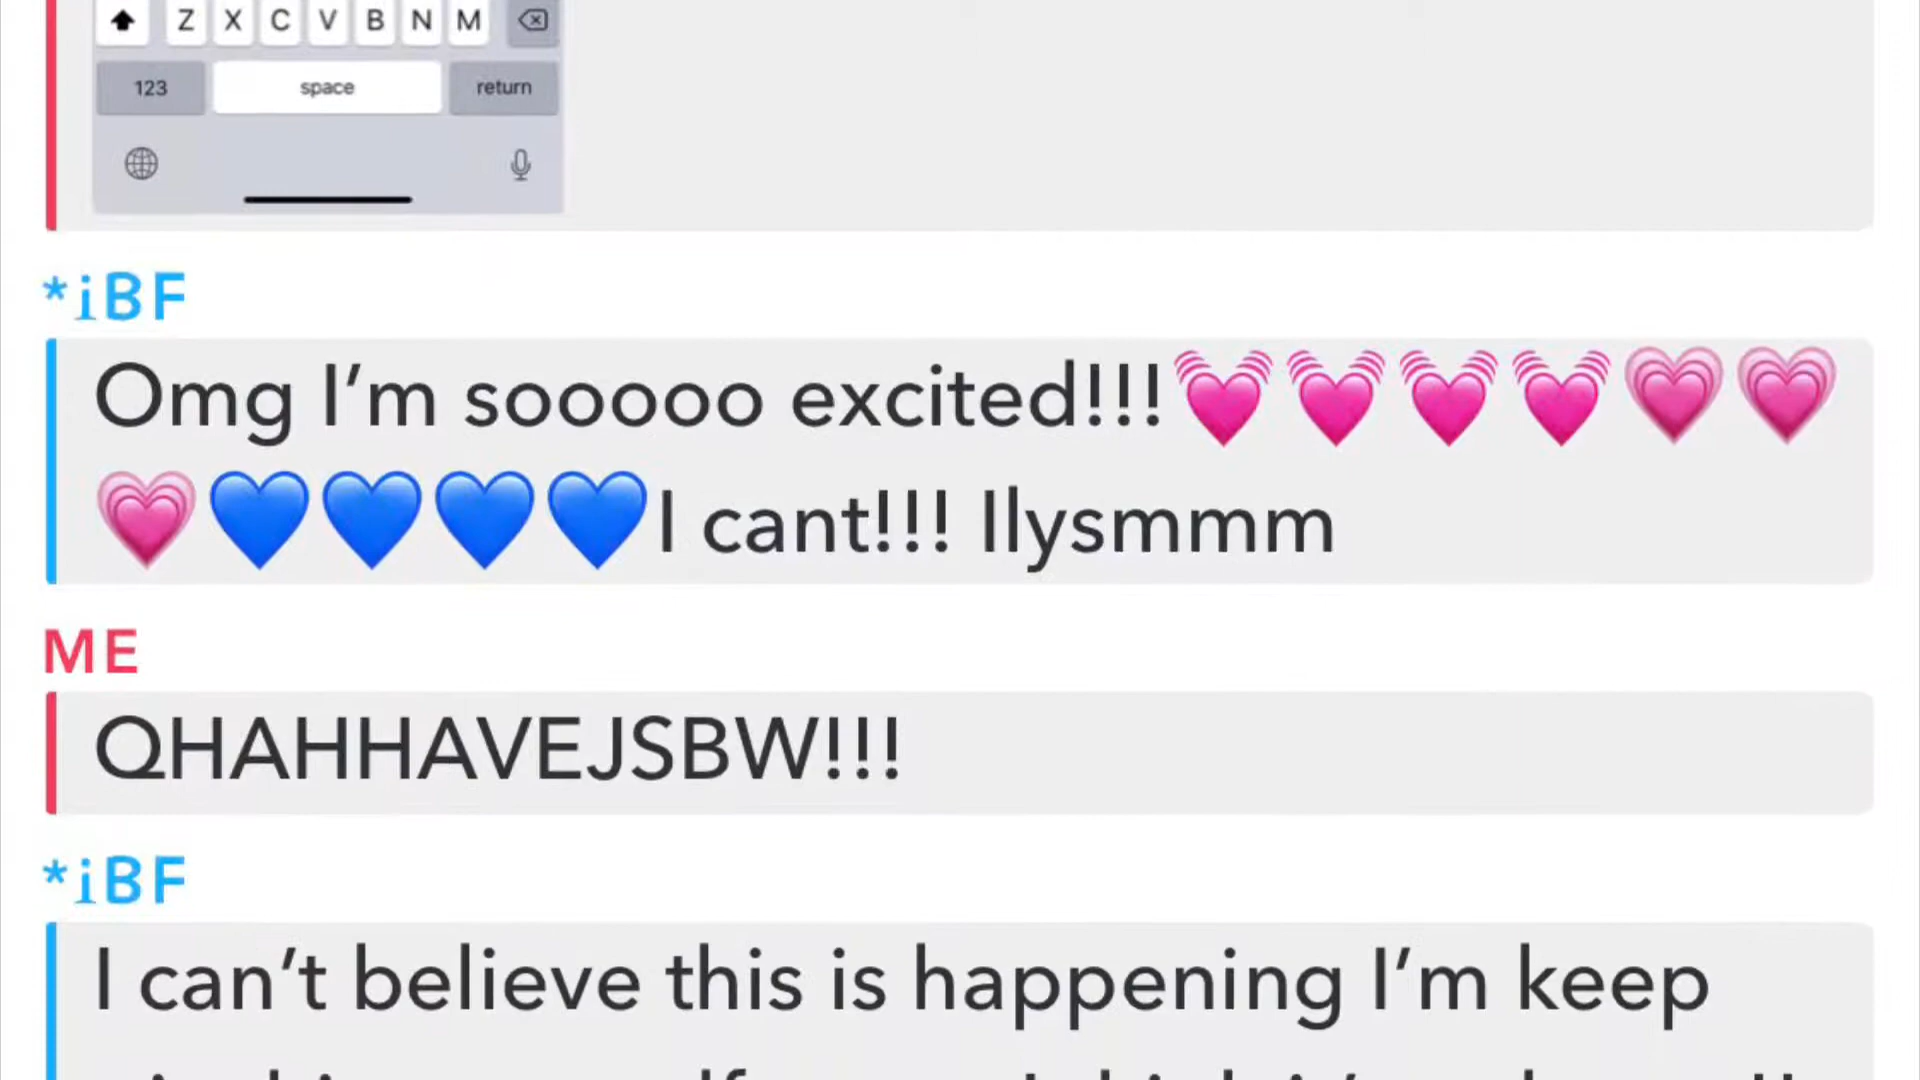 Z X C V B N M
123 space return
*iBF
Omg I’m sooooo excited!!!💓💓💓💓💗💗
💗💙💙💙💙I cant!!! Ilysmmm
ME
QHAHHAVEJSBW!!!
*iBF
I can’t believe this is happening I’m keep